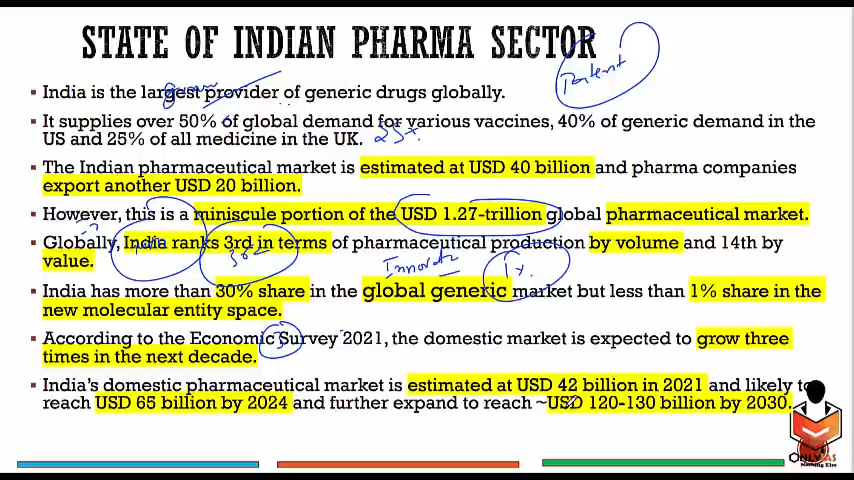 STATE OF INDIAN PHARMA SECTOR
Patent
India is the largest provider of generic drugs globally.
It supplies over 50% of global demand for various vaccines, 40% of generic demand in the
US and 25% of all medicine in the UK.
The Indian pharmaceutical market is estimated at USD 40 billion and pharma companies
export another USD 20 billion.
However, this is a miniscule portion of the USD 1.27-trillion global pharmaceutical market.
Globally, India ranks 3rd in terms of pharmaceutical production by volume and 14th by
value.
India has more than 30% share in the global generic market but less than 1% share in the
new molecular entity space.
According to the Economic Survey 2021, the domestic market is expected to grow three
times in the next decade.
India's domestic pharmaceutical market is estimated at USD 42 billion in 2021 and likely to
reach USD 65 billion by 2024 and further expand to reach ~USD 120-130 billion by 2030.
ONLY IAS
Nothing Else